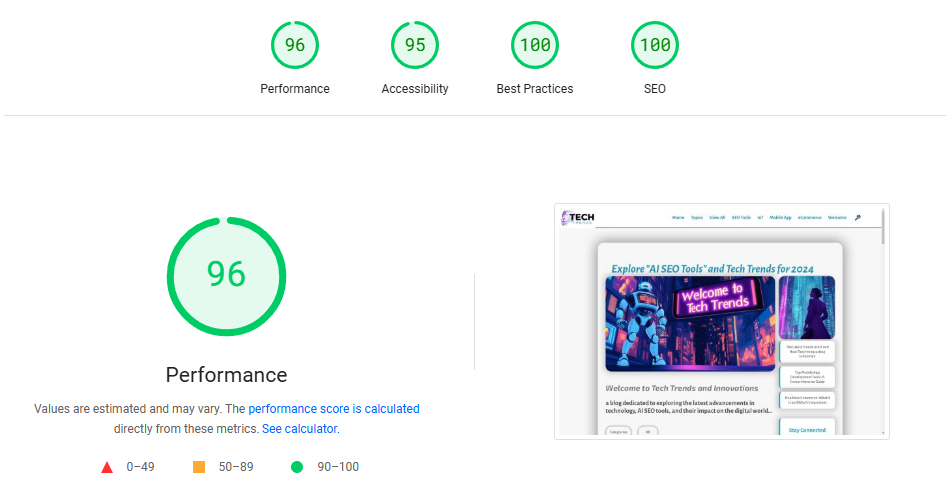 96
95
100
100
Performance
Accessibility
Best Practices
SEO
96
Performance
Values are estimated and may vary. The performance score is calculated
directly from these metrics. See calculator.
0–49
50–89
90–100
TECH
Home Topics View All SEO Tools IoT Mobile App eCommerce Welcome
Explore "AI SEO Tools" and Tech Trends for 2024
Welcome to
Tech Trends
Welcome to Tech Trends and Innovations
a blog dedicated to exploring the latest advancements in
technology, AI SEO tools, and their impact on the digital world...
Categories
Stay Connected